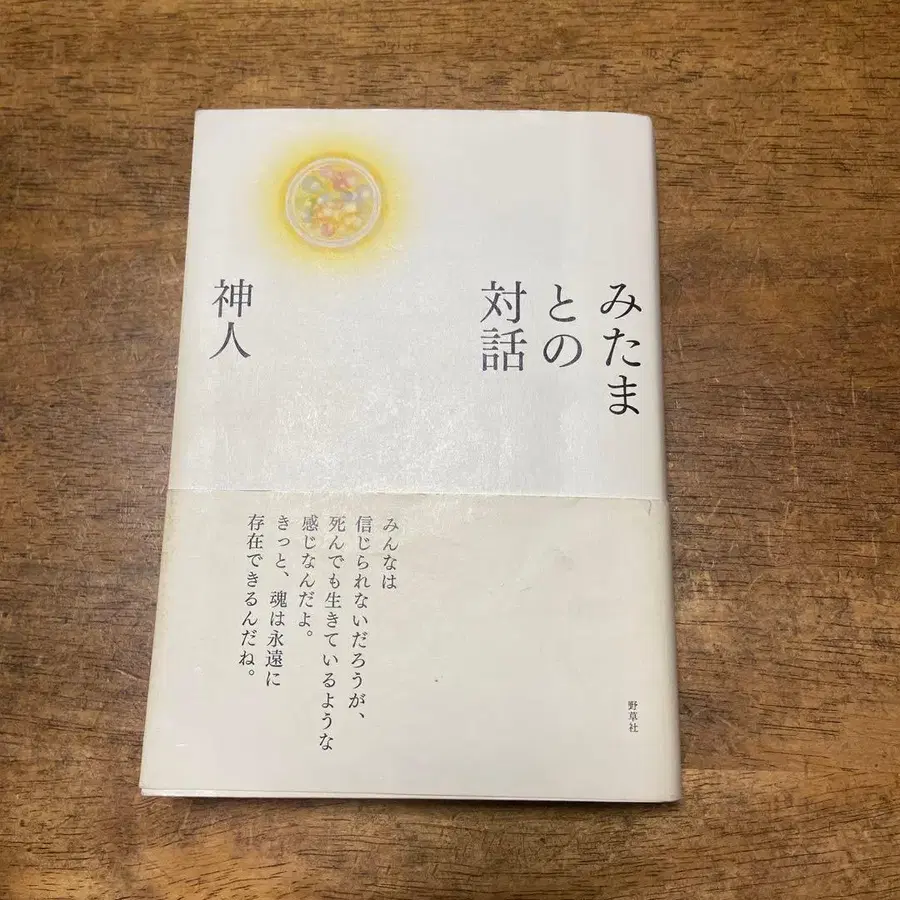 みたま
との
対話
神人
みんなは
信じられないだろうが、
死んでも生きているような
感じなんだよ。
きっと、魂は永遠に
存在できるんだね。
野草社